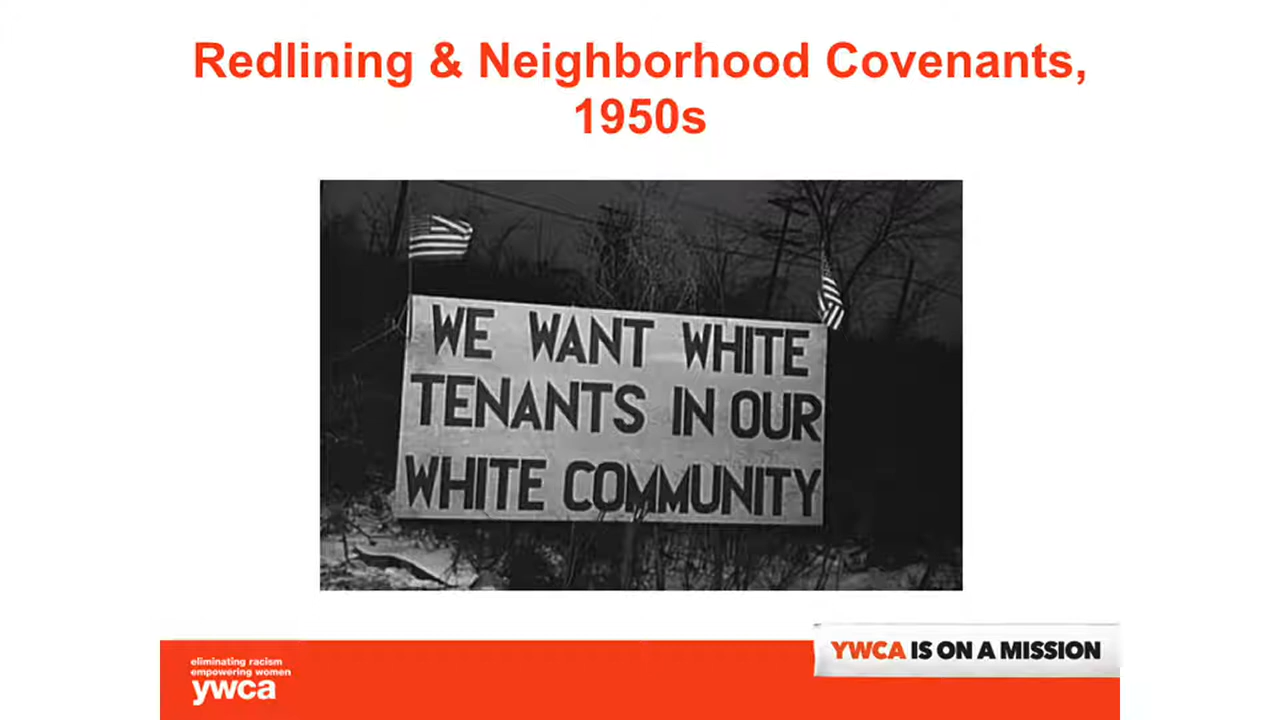 Redlining & Neighborhood Covenants,
1950s
WE WANT WHITE
TENANTS IN OUR
WHITE COMMUNITY
eliminating racism
empowering women
ywca
YWCA IS ON A MISSION